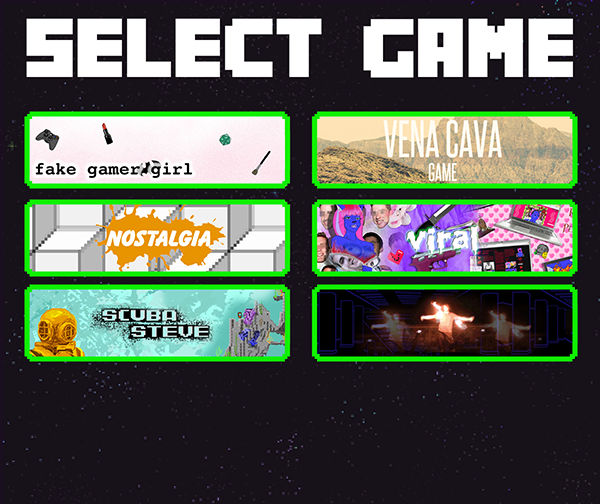 SELECT GAME
fake gamer girl
VENA CAVA
GAME
NOSTALGIA
viral
SCUBA
STEVE